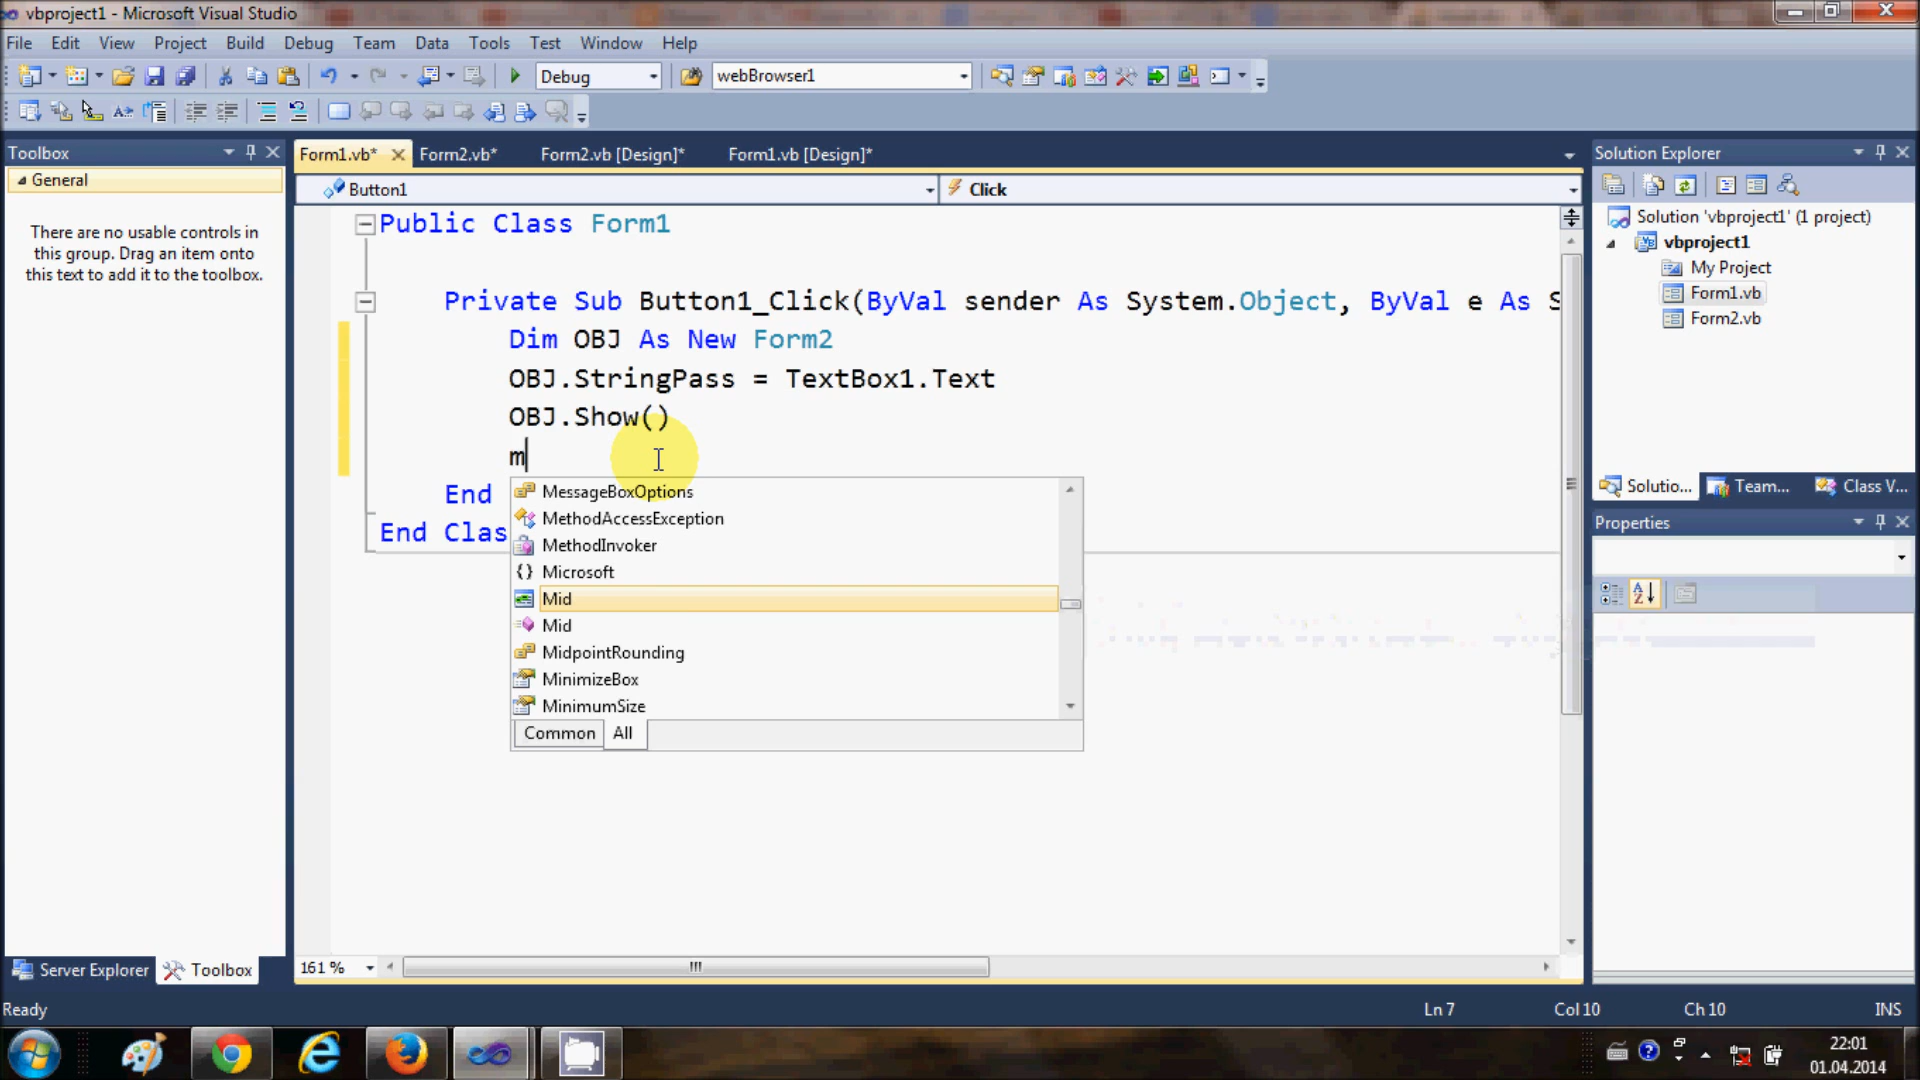 vbproject1 - Microsoft Visual Studio
File Edit View Project Build Debug Team Data Tools Test Window Help
Debug webBrowser1
Toolbox
General
There are no usable controls in
this group. Drag an item onto
this text to add it to the toolbox.
Server Explorer Toolbox
Form1.vb* Form2.vb* Form2.vb [Design]* Form1.vb [Design]*
Button1 Click
Public Class Form1
Private Sub Button1_Click(ByVal sender As System.Object, ByVal e As S
Dim OBJ As New Form2
OBJ.StringPass = TextBox1.Text
OBJ.Show()
m
End
End Clas
MessageBoxOptions
MethodAccessException
MethodInvoker
Microsoft
Mid
Mid
MidpointRounding
MinimizeBox
MinimumSize
Common All
161 %
Solution Explorer
Solution 'vbproject1' (1 project)
vbproject1
My Project
Form1.vb
Form2.vb
Solutio... Team... Class V...
Properties
Ready Ln 7 Col 10 Ch 10 INS
22:01
01.04.2014